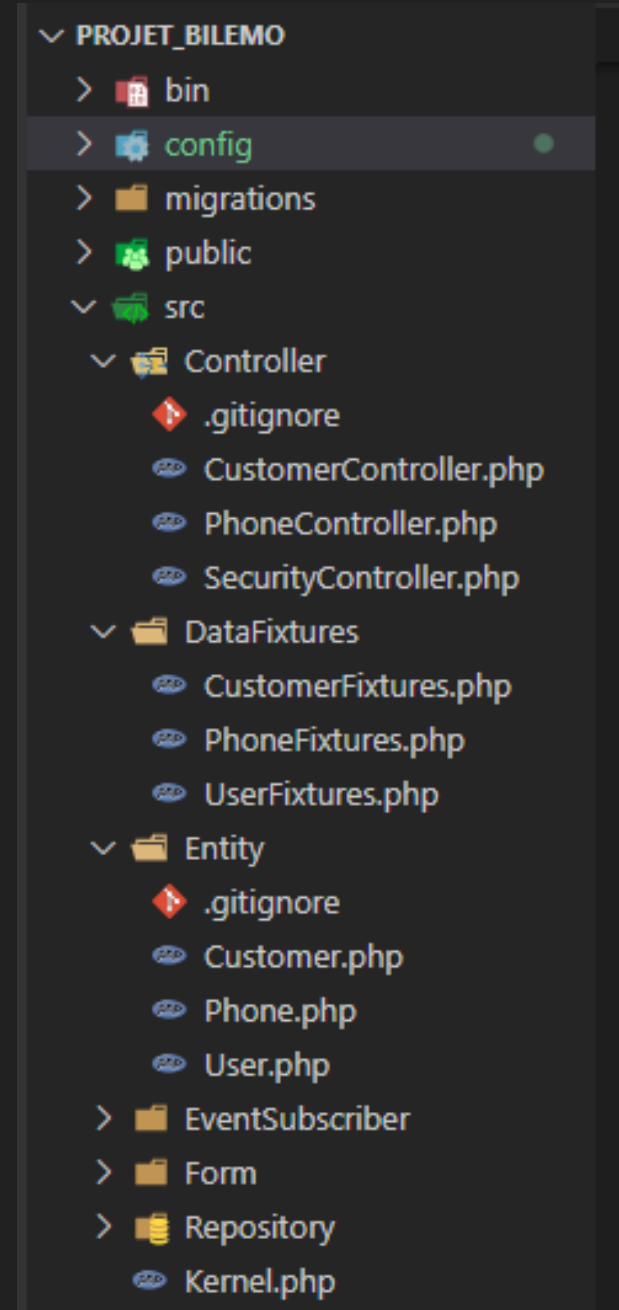 PROJET_BILEMO
bin
config
migrations
public
src
Controller
.gitignore
CustomerController.php
PhoneController.php
SecurityController.php
DataFixtures
CustomerFixtures.php
PhoneFixtures.php
UserFixtures.php
Entity
.gitignore
Customer.php
Phone.php
User.php
EventSubscriber
Form
Repository
Kernel.php